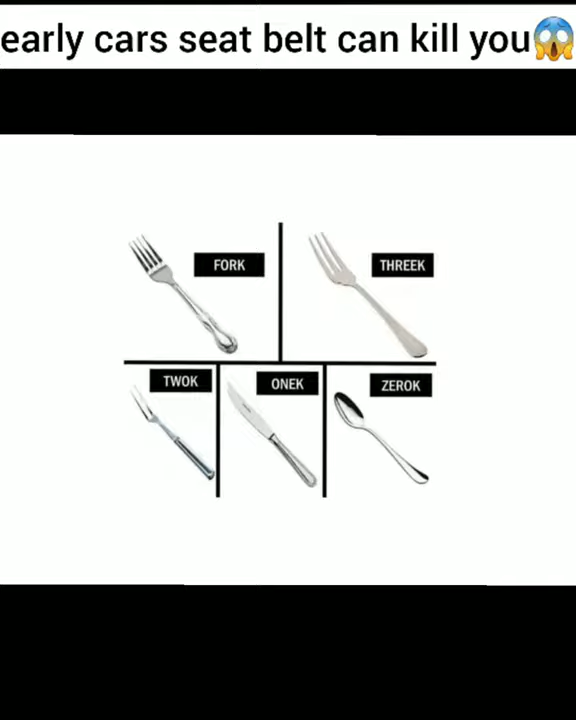 early cars seat belt can kill you😱
FORK
THREEK
TWOK
ONEK
ZEROK